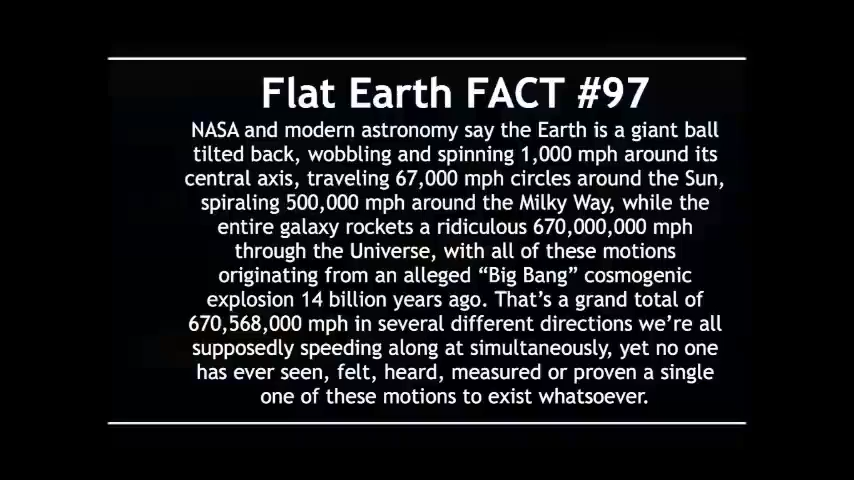 Flat Earth FACT #97
NASA and modern astronomy say the Earth is a giant ball
tilted back, wobbling and spinning 1,000 mph around its
central axis, traveling 67,000 mph circles around the Sun,
spiraling 500,000 mph around the Milky Way, while the
entire galaxy rockets a ridiculous 670,000,000 mph
through the Universe, with all of these motions
originating from an alleged “Big Bang” cosmogenic
explosion 14 billion years ago. That’s a grand total of
670,568,000 mph in several different directions we’re all
supposedly speeding along at simultaneously, yet no one
has ever seen, felt, heard, measured or proven a single
one of these motions to exist whatsoever.